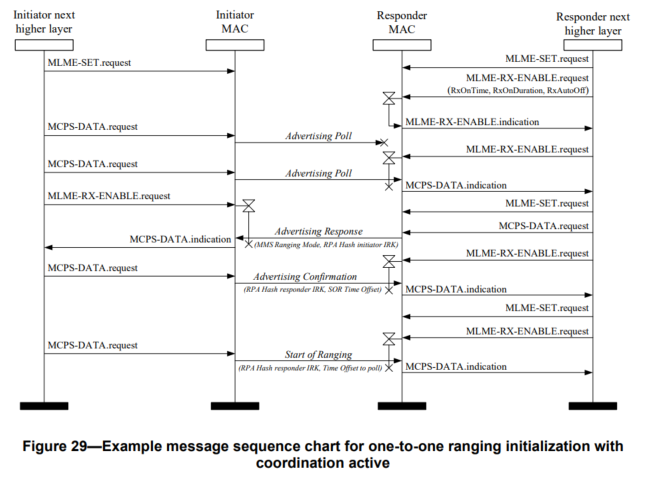 Initiator next
higher layer
Initiator
MAC
Responder
MAC
Responder next
higher layer
MLME-SET.request
MLME-SET.request
MLME-RX-ENABLE.request
(RxOnTime, RxOnDuration, RxAutoOff)
MLME-RX-ENABLE.indication
MCPS-DATA.request
Advertising Poll
MLME-RX-ENABLE.request
MCPS-DATA.request
Advertising Poll
MCPS-DATA.indication
MLME-RX-ENABLE.request
MLME-SET.request
MCPS-DATA.request
Advertising Response
MCPS-DATA.indication
(MMS Ranging Mode, RPA Hash initiator IRK)
MLME-RX-ENABLE.request
MCPS-DATA.request
Advertising Confirmation
(RPA Hash responder IRK, SOR Time Offset)
MCPS-DATA.indication
MLME-SET.request
MLME-RX-ENABLE.request
MCPS-DATA.request
Start of Ranging
(RPA Hash responder IRK, Time Offset to poll)
MCPS-DATA.indication
Figure 29—Example message sequence chart for one-to-one ranging initialization with
coordination active